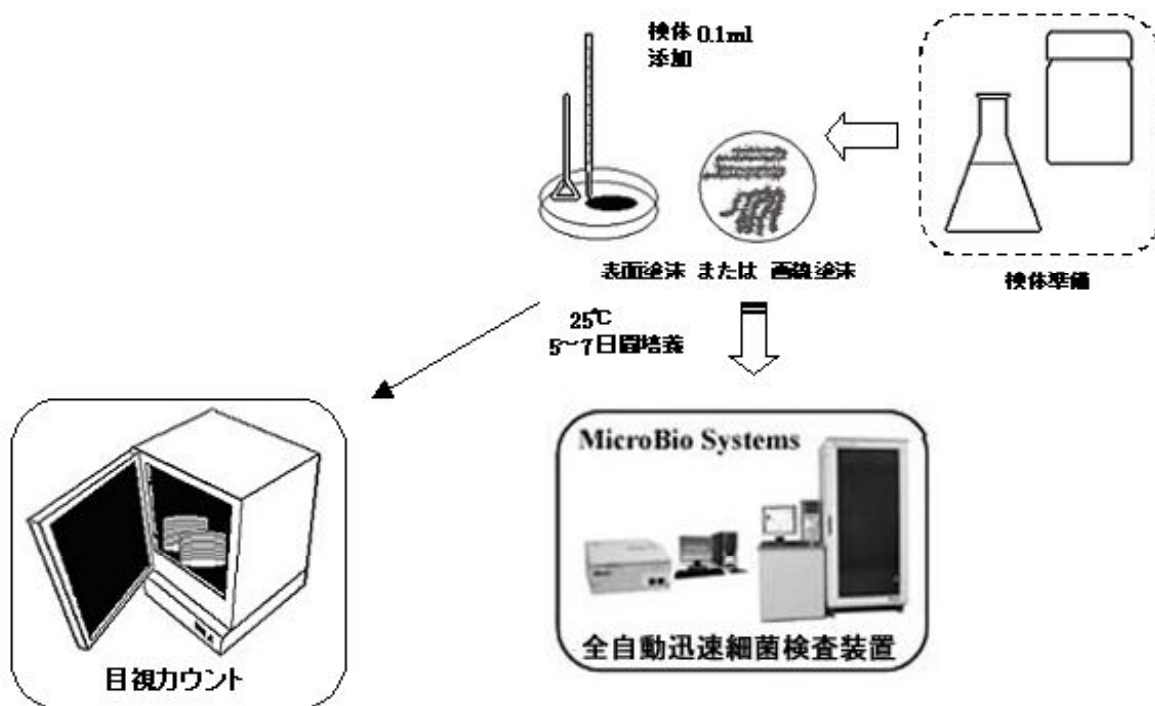 検体 0.1ml
添加
表面塗沫 または 画線塗沫
検体準備
25℃
5～7日間培養
MicroBio Systems
全自動迅速細菌検査装置
目視カウント